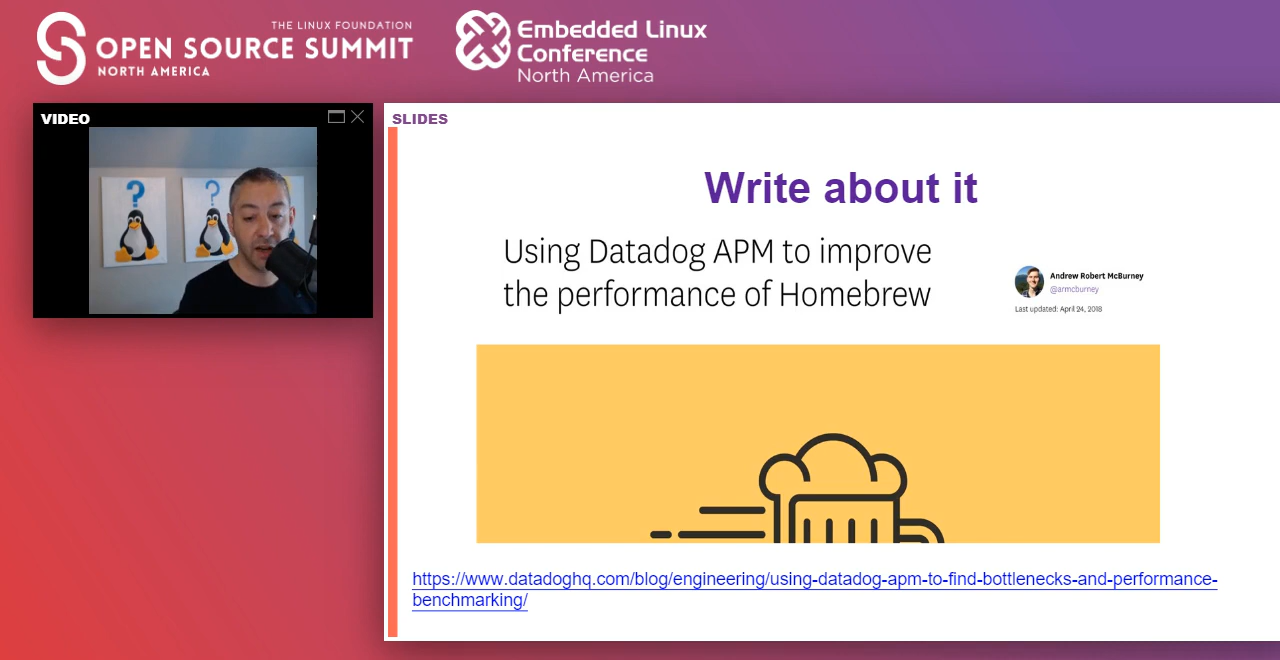 THE LINUX FOUNDATION
OPEN SOURCE SUMMIT
NORTH AMERICA
Embedded Linux
Conference
North America
VIDEO
SLIDES
?
?
Write about it
Using Datadog APM to improve
the performance of Homebrew
Andrew Robert McBurney
@armcburney
Last updated: April 24, 2018
https://www.datadoghq.com/blog/engineering/using-datadog-apm-to-find-bottlenecks-and-performance-
benchmarking/